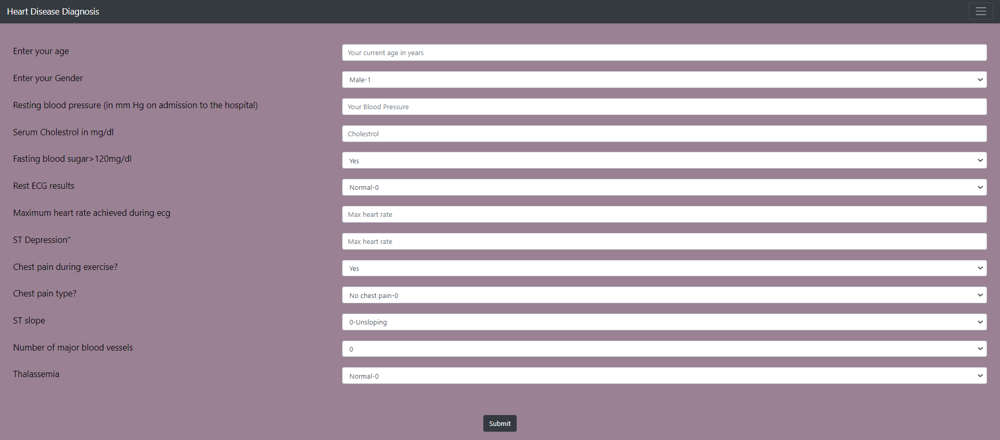 Heart Disease Diagnosis
Enter your age
Your current age in years
Enter your Gender
Male-1
Resting blood pressure (in mm Hg on admission to the hospital)
Your Blood Pressure
Serum Cholestrol in mg/dl
Cholestrol
Fasting blood sugar>120mg/dl
Yes
Rest ECG results
Normal-0
Maximum heart rate achieved during ecg
Max heart rate
ST Depression"
Max heart rate
Chest pain during exercise?
Yes
Chest pain type?
No chest pain-0
ST slope
0-Unsloping
Number of major blood vessels
0
Thalassemia
Normal-0
Submit